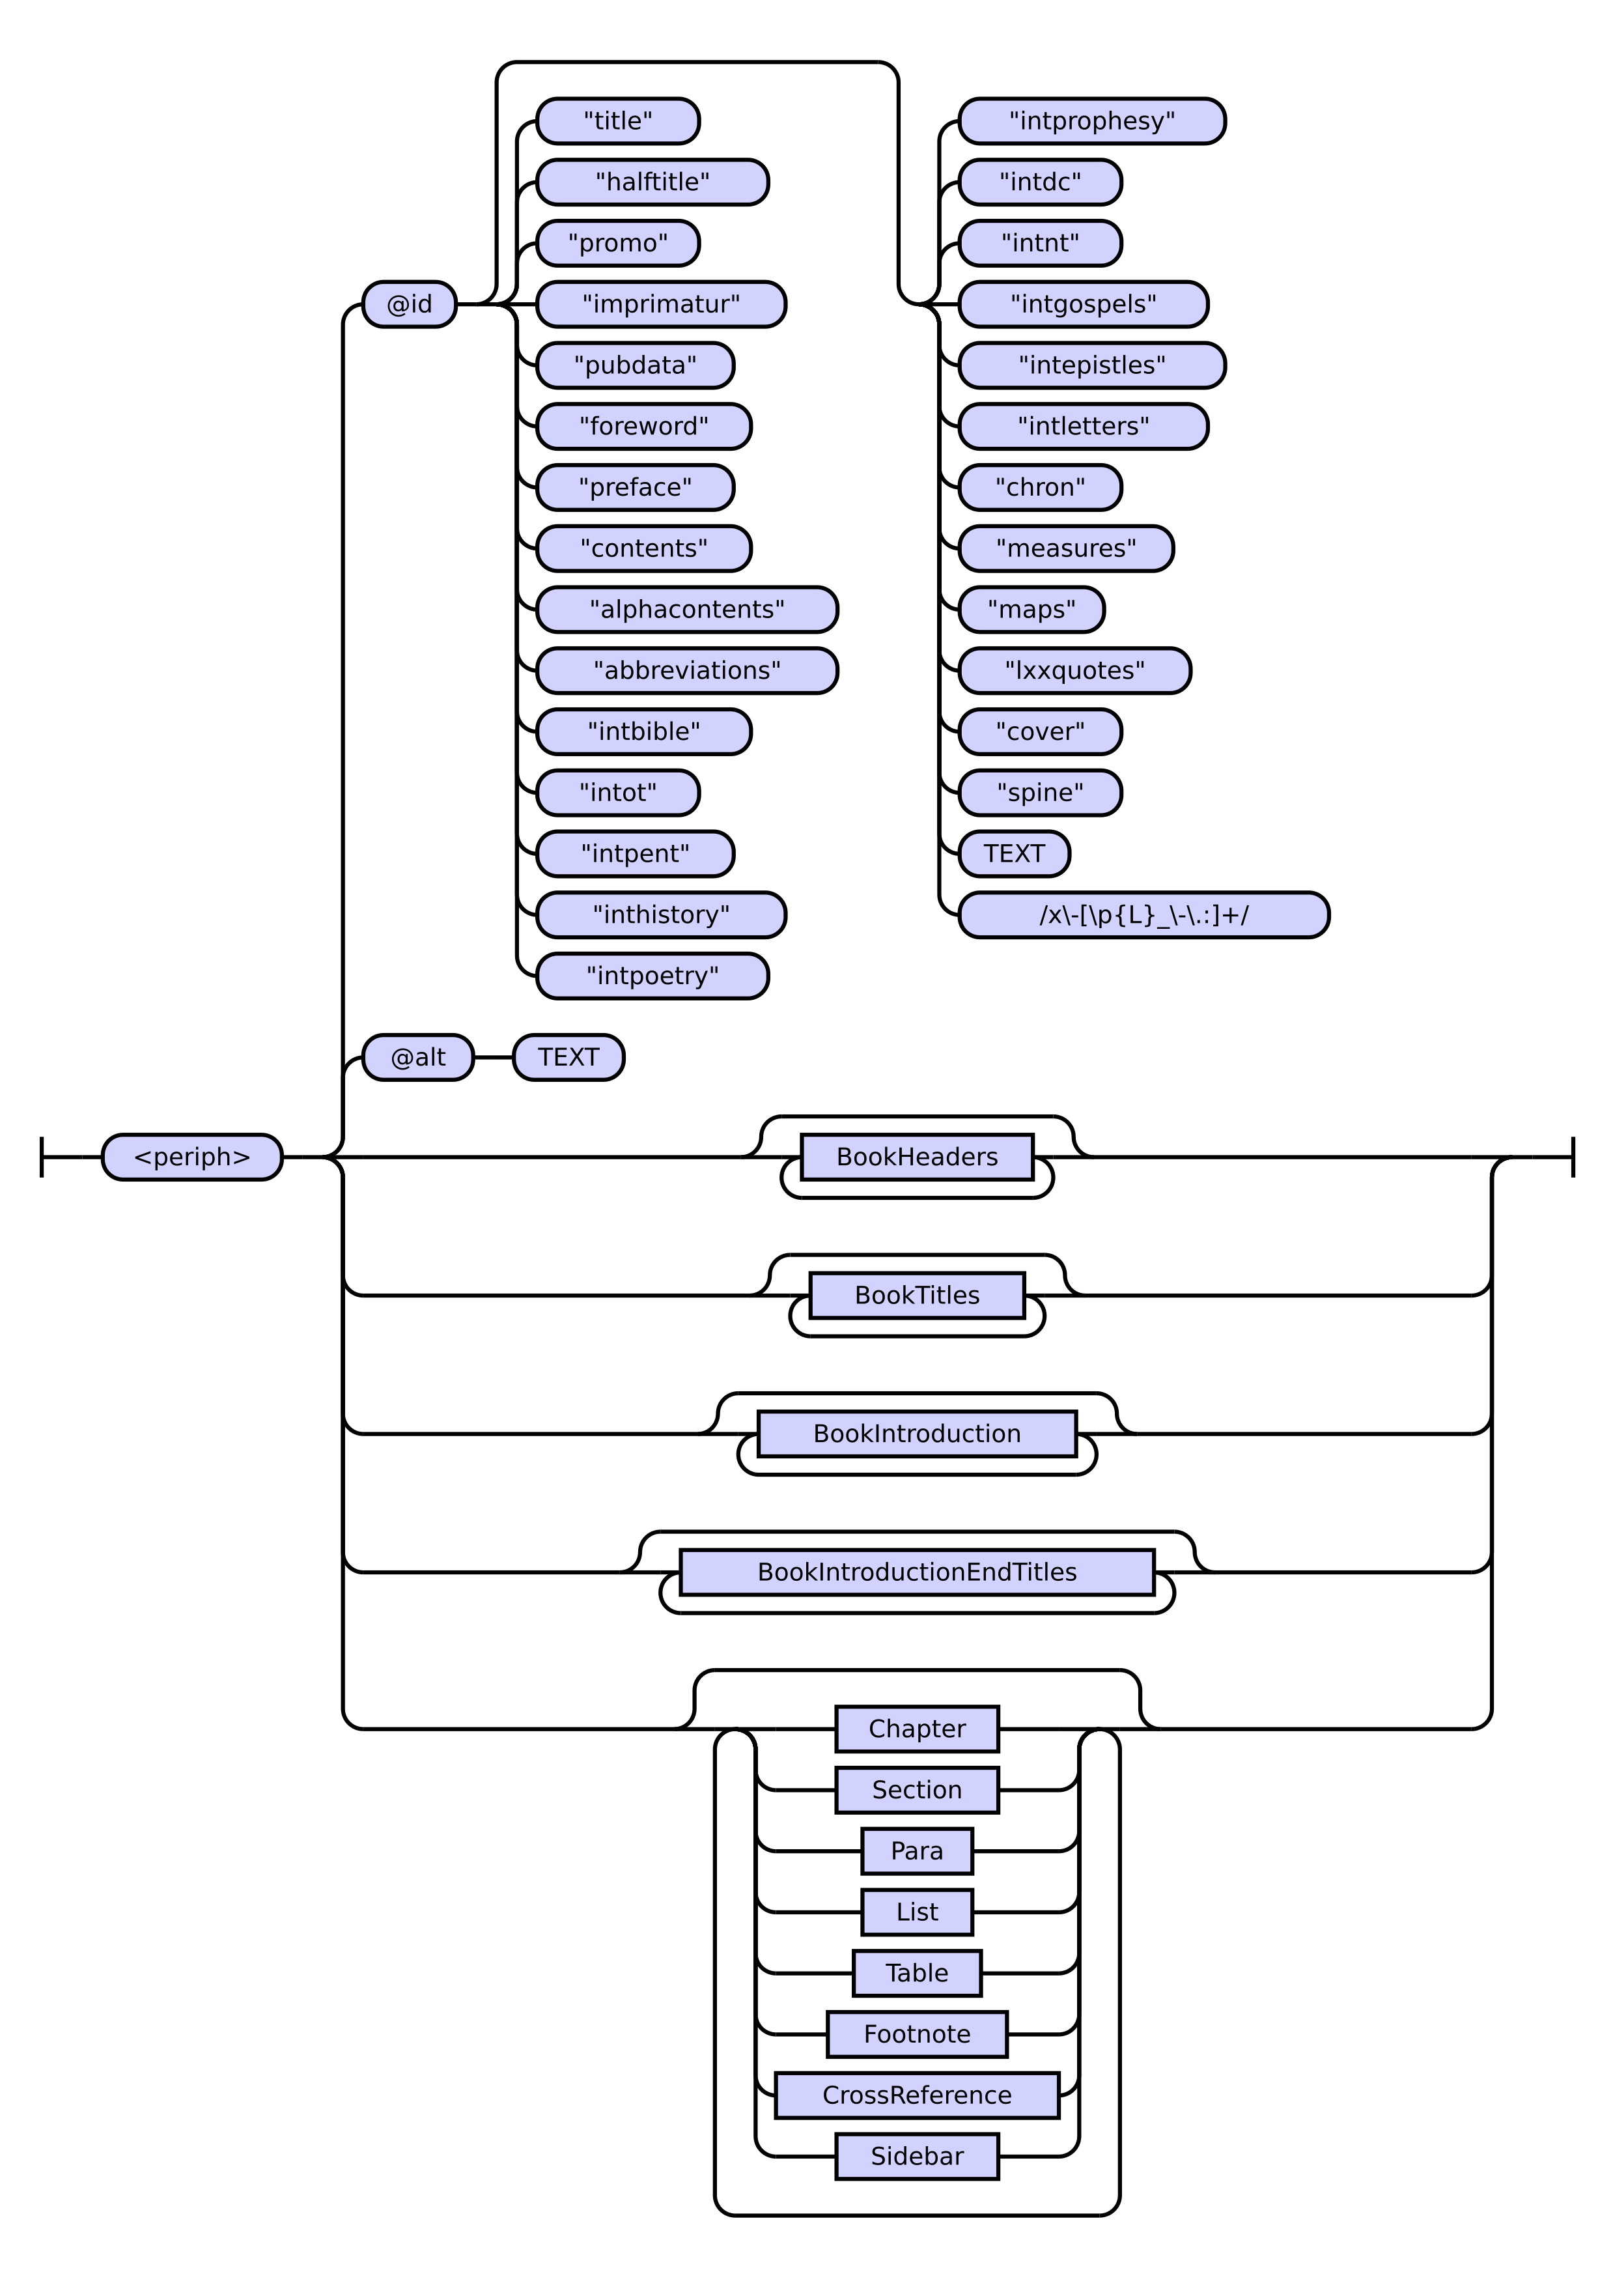 @id
"title"
"halftitle"
"promo"
"imprimatur"
"pubdata"
"foreword"
"preface"
"contents"
"alphacontents"
"abbreviations"
"intbible"
"intot"
"intpent"
"inthistory"
"intpoetry"
"intprophesy"
"intdc"
"intnt"
"intgospels"
"intepistles"
"intletters"
"chron"
"measures"
"maps"
"lxxquotes"
"cover"
"spine"
TEXT
/x\-[\p{L}_\-\.:]+/
@alt
TEXT
<periph>
BookHeaders
BookTitles
BookIntroduction
BookIntroductionEndTitles
Chapter
Section
Para
List
Table
Footnote
CrossReference
Sidebar